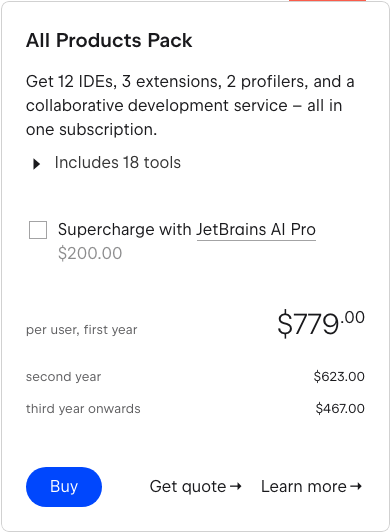 All Products Pack
Get 12 IDEs, 3 extensions, 2 profilers, and a
collaborative development service – all in
one subscription.
Includes 18 tools
Supercharge with JetBrains AI Pro
$200.00
per user, first year $779.00
second year $623.00
third year onwards $467.00
Buy Get quote→ Learn more→